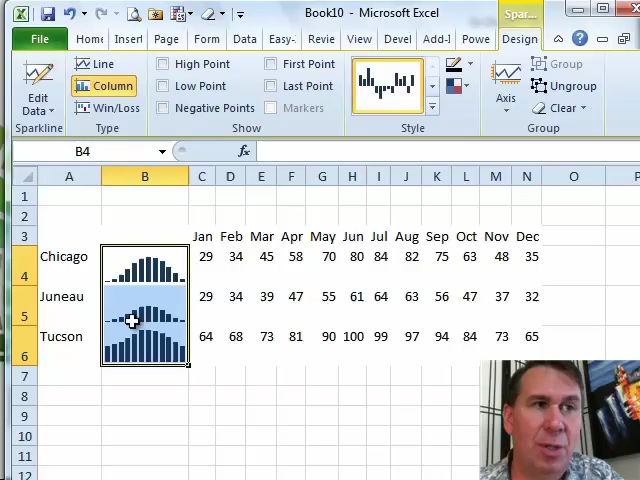 Book10 - Microsoft Excel
Spar...
File Home Insert Page Form Data Easy- Revie View Devel Add-I Powe Design
Edit Data
Sparkline
Line
Column
Win/Loss
Type
High Point First Point
Low Point Last Point
Negative Points Markers
Show
Style
Axis
Group
Ungroup
Clear
Group
B4 fx
A B C D E F G H I J K L M N O P
1
2
3 Jan Feb Mar Apr May Jun Jul Aug Sep Oct Nov Dec
4 Chicago 29 34 45 58 70 80 84 82 75 63 48 35
5 Juneau 29 34 39 47 55 61 64 63 56 47 37 32
6 Tucson 64 68 73 81 90 100 99 97 94 84 73 65
7
8
9
10
11
12